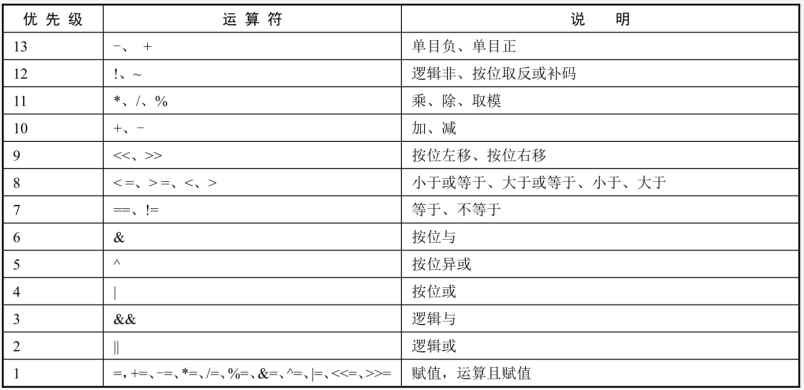 优先级 运算符 说 明
13 -、 + 单目负、单目正
12 !、~ 逻辑非、按位取反或补码
11 *、/、% 乘、除、取模
10 +、- 加、减
9 <<、>> 按位左移、按位右移
8 < =、> =、<、> 小于或等于、大于或等于、小于、大于
7 ==、!= 等于、不等于
6 & 按位与
5 ^ 按位异或
4 | 按位或
3 && 逻辑与
2 || 逻辑或
1 =，+=、-=、*=、/=、%=、&=、^=、|=、<<=、>>= 赋值，运算且赋值